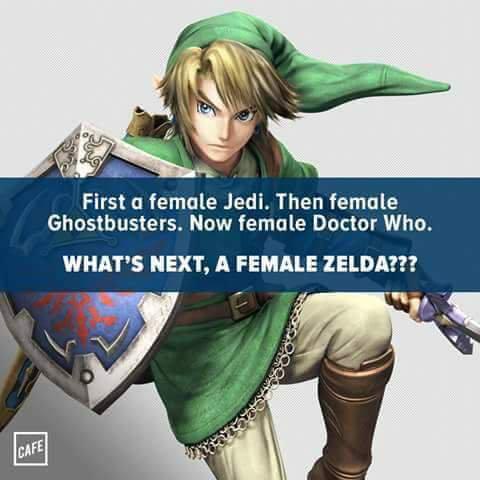 First a female Jedi. Then female
Ghostbusters. Now female Doctor Who.
WHAT'S NEXT, A FEMALE ZELDA???
CAFE